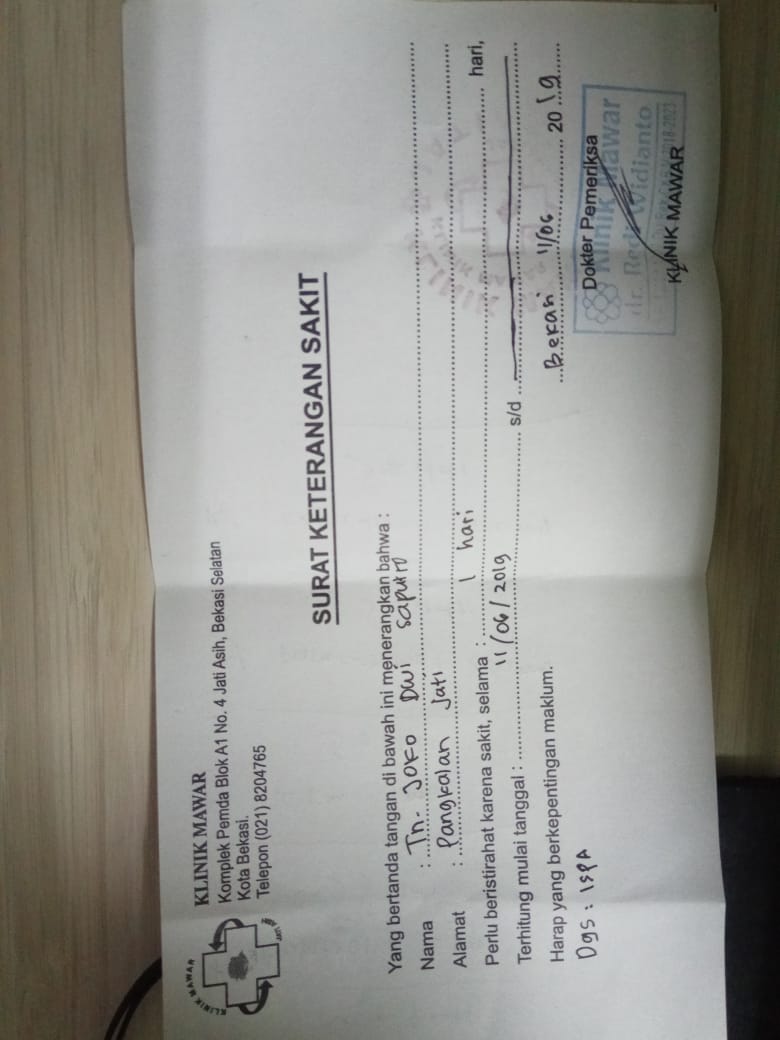 KLINIK MAWAR
KLINIK MAWAR
Komplek Pemda Blok A1 No. 4 Jati Asih, Bekasi Selatan
Kota Bekasi.
Telepon (021) 8204765
SURAT KETERANGAN SAKIT
Yang bertanda tangan di bawah ini menerangkan bahwa :
Nama : Tn. JOKO DWI SAPUTRO
Alamat : Pangkalan Jati
Perlu beristirahat karena sakit, selama : 1 hari hari,
Terhitung mulai tanggal : 11/06/2019 s/d
Harap yang berkepentingan maklum.
Dgs : ISPA
Bekasi 11/06 2019
Dokter Pemeriksa
Klinik Mawar
dr. Redi Widianto
KLINIK MAWAR